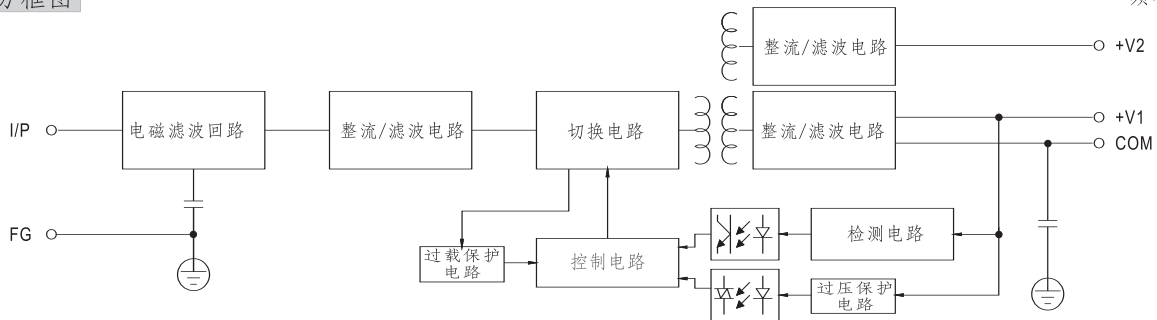 方框图
整流/滤波电路
+V2
I/P
电磁滤波回路
整流/滤波电路
切换电路
整流/滤波电路
+V1
COM
FG
过载保护
电路
控制电路
检测电路
过压保护
电路